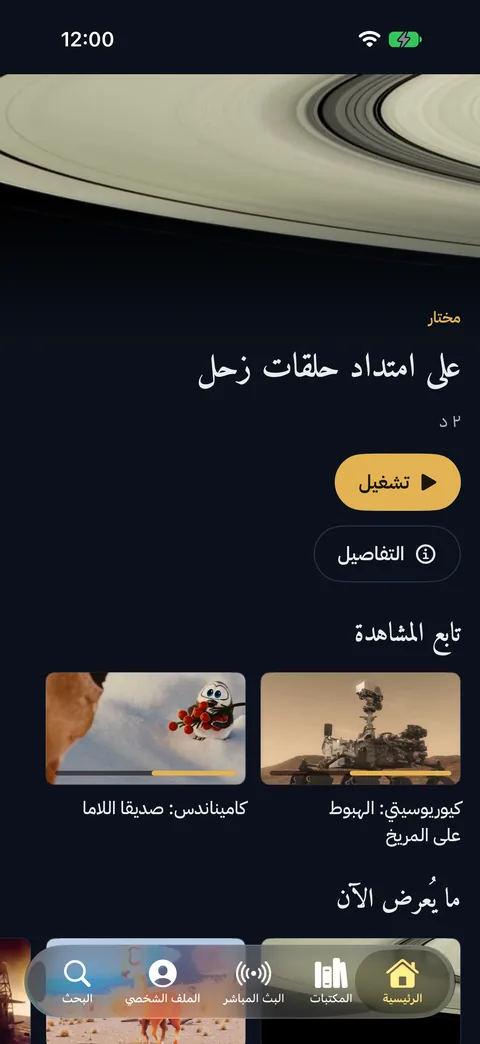 12:00
مختار
على امتداد حلقات زحل
٢ د
تشغيل
التفاصيل
تابع المشاهدة
كيوريوسيتي: الهبوط
على المريخ
كاميناندس: صديقا اللاما
ما يُعرض الآن
الرئيسية
المكتبات
البث المباشر
الملف الشخصي
البحث